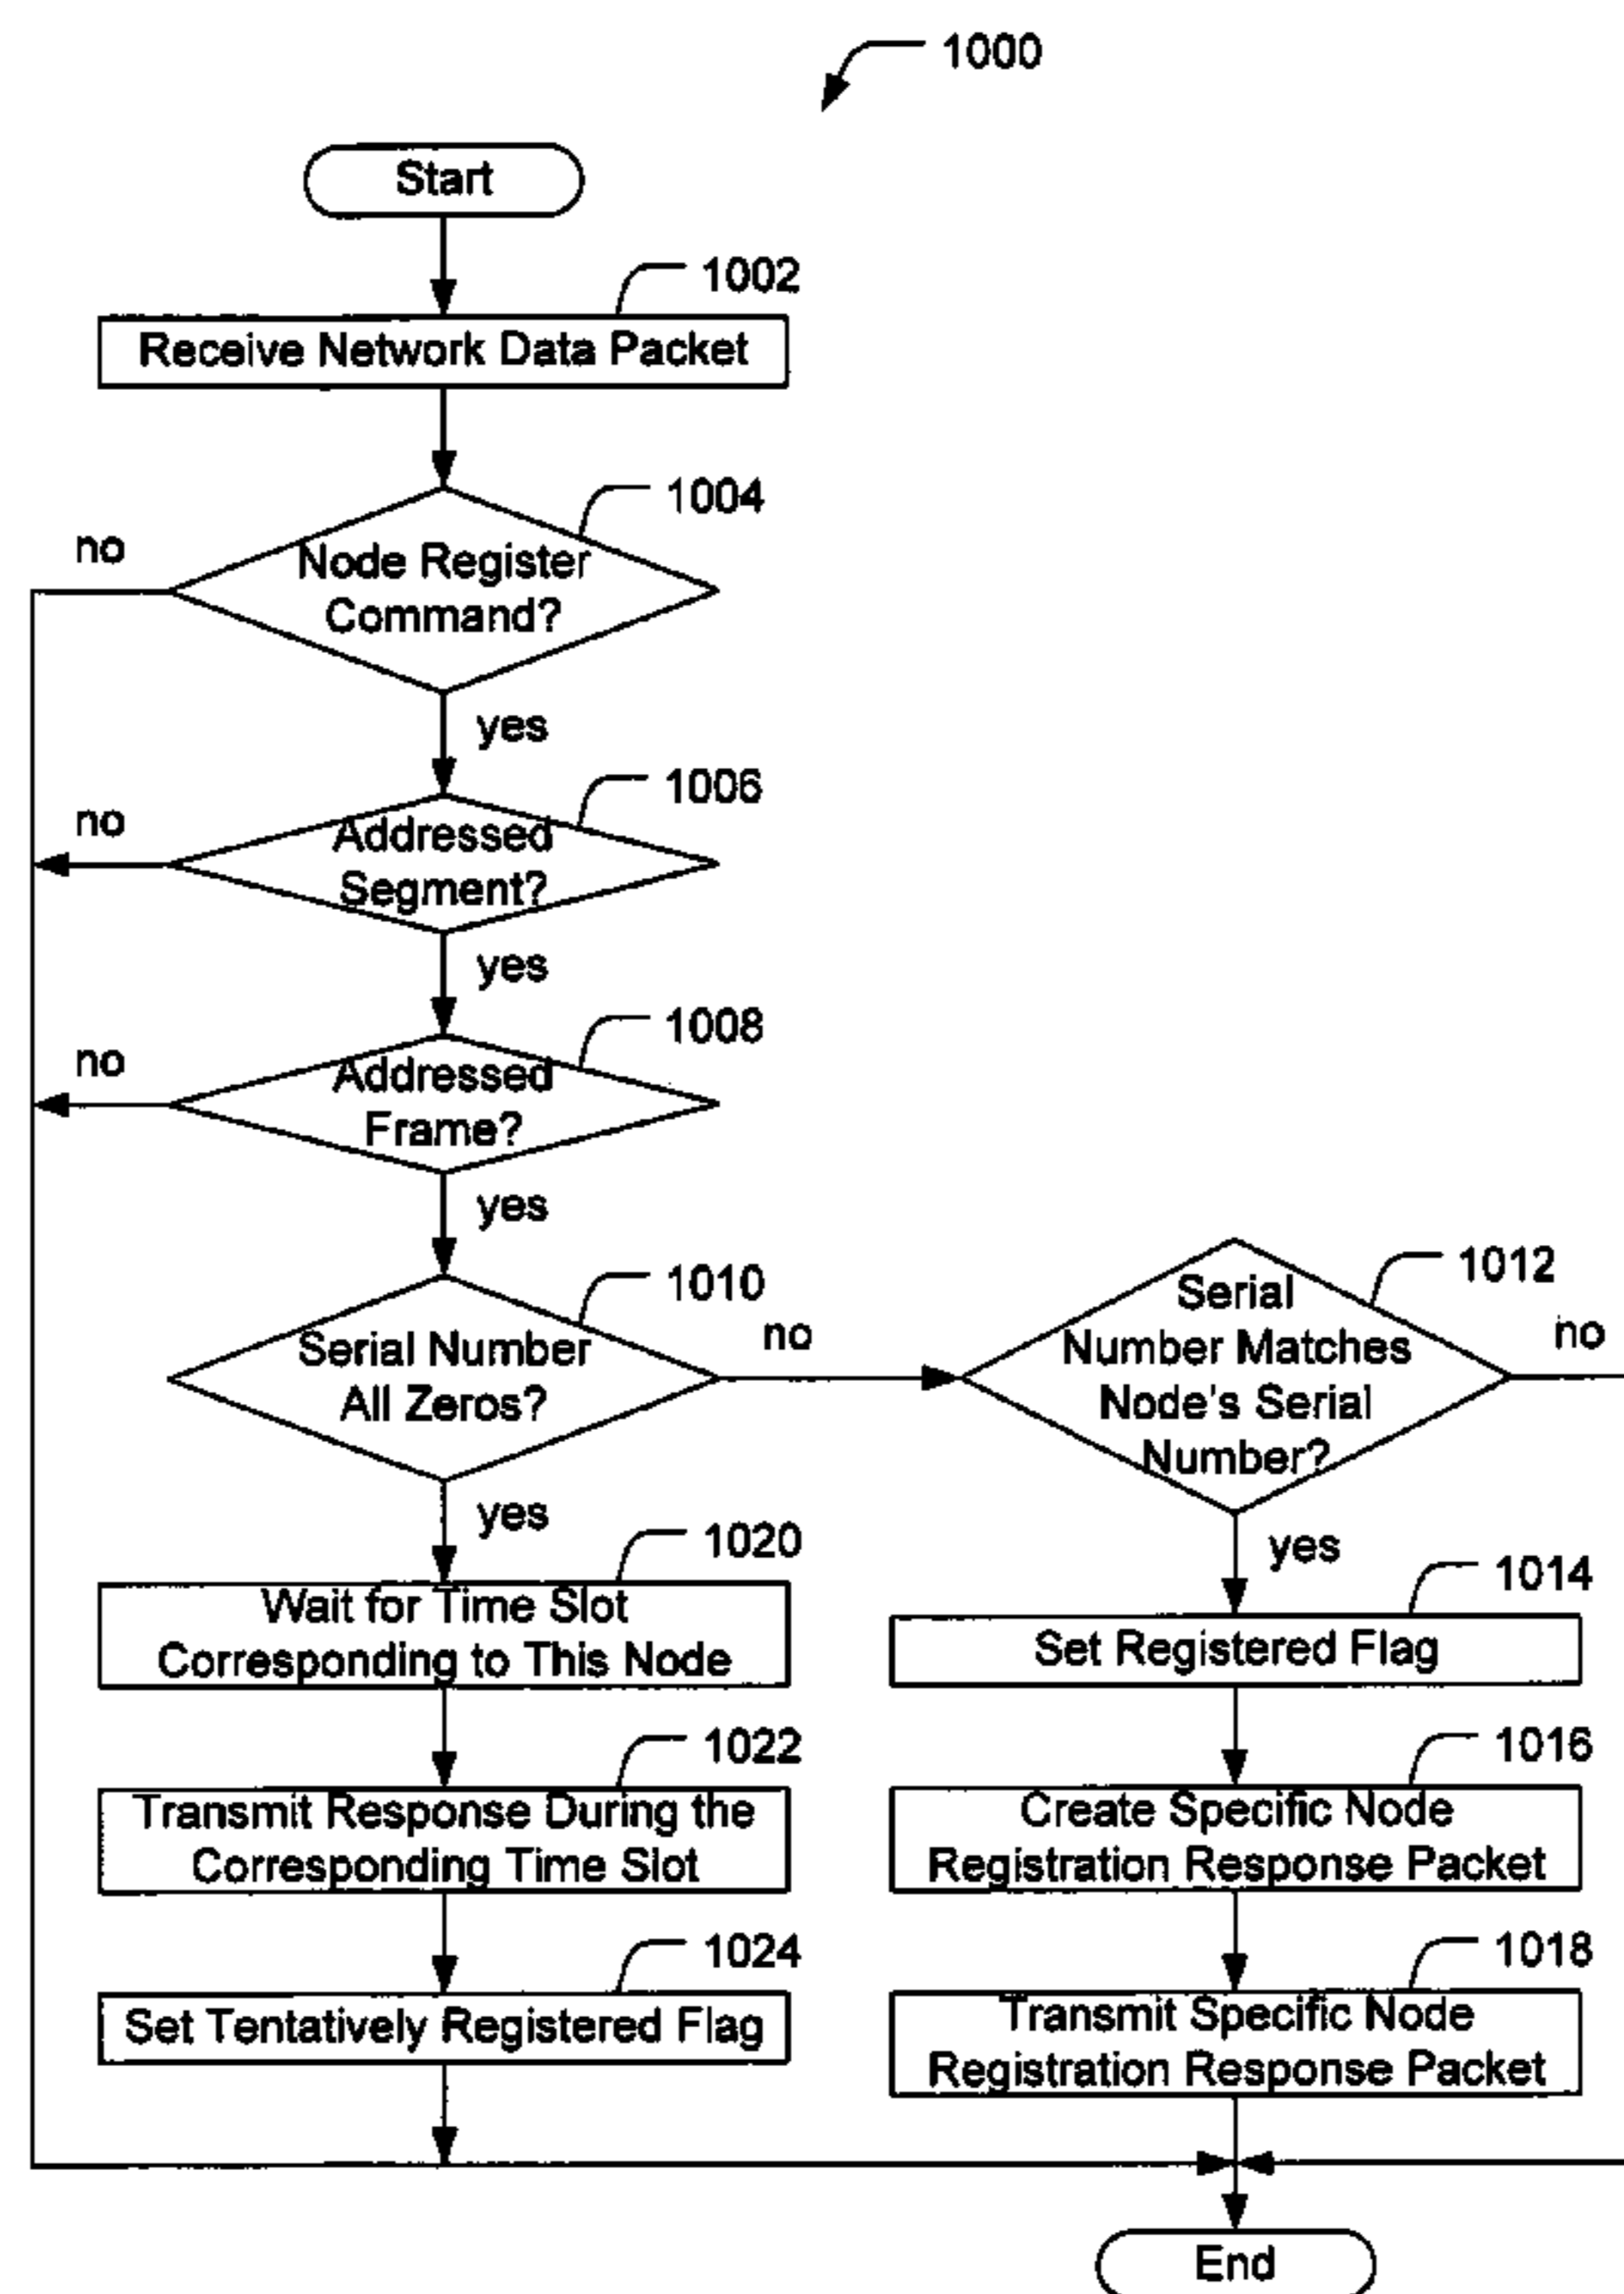 1000
Start
1002
Receive Network Data Packet
1004
no
Node Register
Command?
yes
1006
no
Addressed
Segment?
yes
1008
no
Addressed
Frame?
yes
1010
Serial Number
All Zeros?
no
1012
Serial
Number Matches
Node's Serial
Number?
no
yes
1020
Wait for Time Slot
Corresponding to This Node
yes
1014
Set Registered Flag
1022
Transmit Response During the
Corresponding Time Slot
1016
Create Specific Node
Registration Response Packet
1024
Set Tentatively Registered Flag
1018
Transmit Specific Node
Registration Response Packet
End